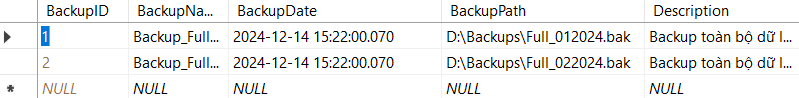 BackupID BackupNa... BackupDate BackupPath Description
1 Backup_Full... 2024-12-14 15:22:00.070 D:\Backups\Full_012024.bak Backup toàn bộ dữ l...
2 Backup_Full... 2024-12-14 15:22:00.070 D:\Backups\Full_022024.bak Backup toàn bộ dữ l...
NULL NULL NULL NULL NULL